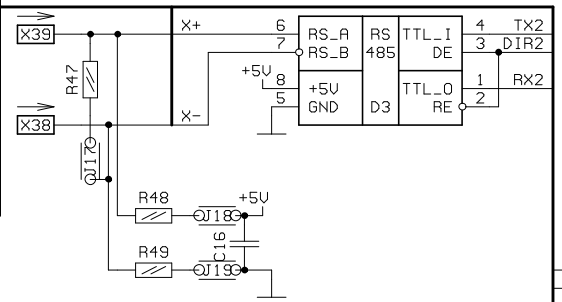 X39 X+ 6 RS_A RS TTL_I 4 TX2
7 RS_B 485 DE 3 DIR2
R47 +5V
8 +5V TTL_O 1 RX2
5 GND D3 RE 2
X38 X-
J17
R48 J18 +5V
C16
R49 J19